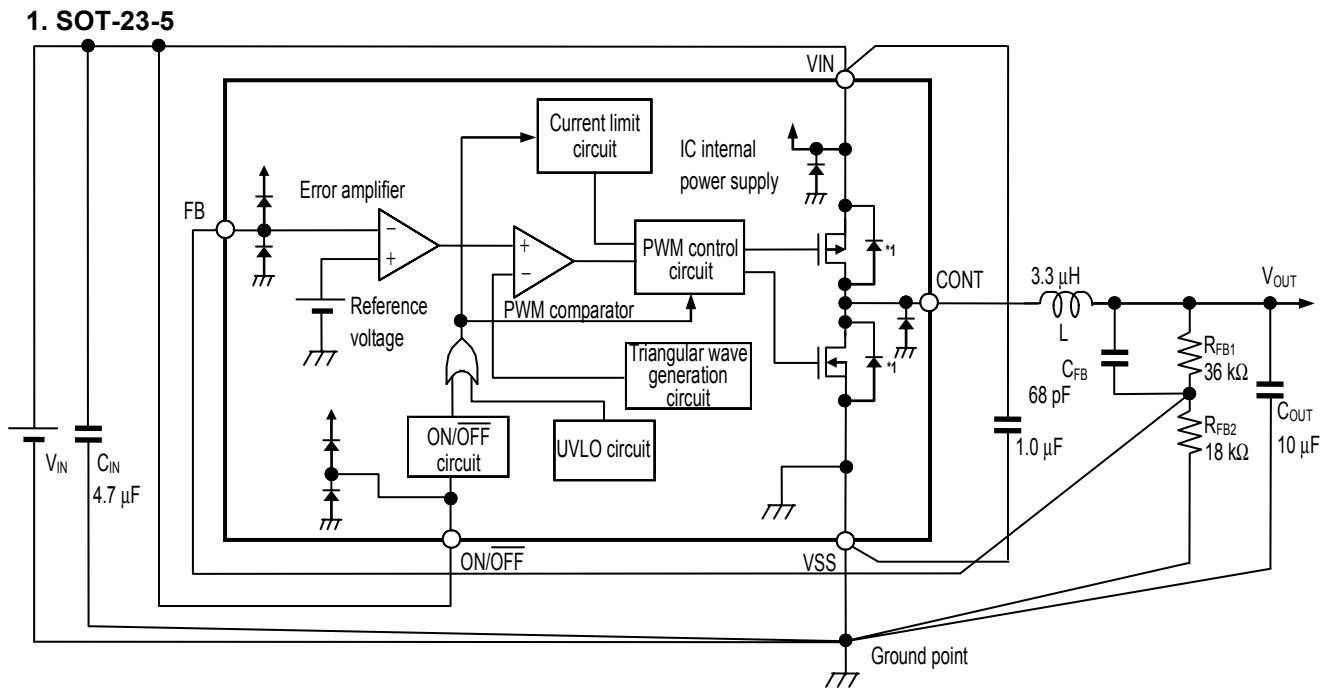 1. SOT-23-5
VIN
Current limit
circuit
IC internal
power supply
Error amplifier
FB
−
+
+
−
PWM control
circuit
*1
CONT
3.3 μH
VOUT
Reference
voltage
PWM comparator
L
RFB1
36 kΩ
Triangular wave
generation
circuit
*1
CFB
68 pF
ON/OFF
circuit
UVLO circuit
RFB2
18 kΩ
COUT
10 μF
1.0 μF
VIN
CIN
4.7 μF
ON/OFF
VSS
Ground point